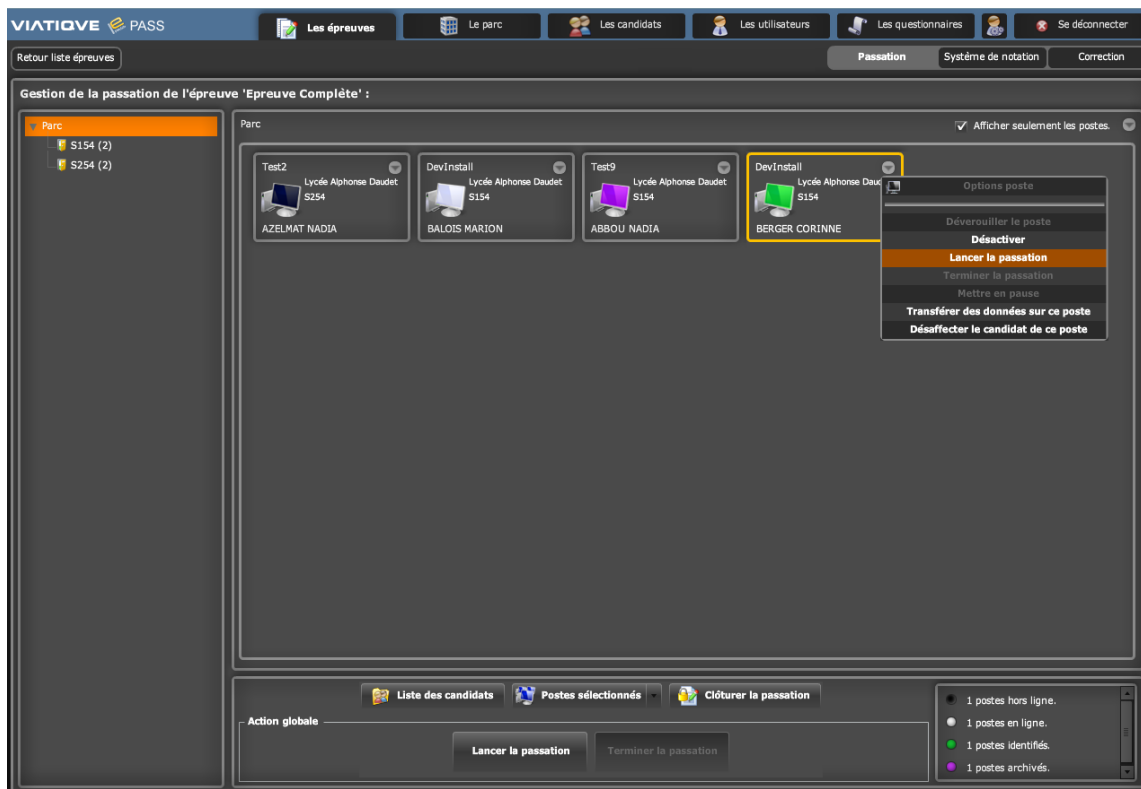 VIATIQVE PASS
Les épreuves
Le parc
Les candidats
Les utilisateurs
Les questionnaires
Se déconnecter
Retour liste épreuves
Passation
Système de notation
Correction
Gestion de la passation de l'épreuve 'Epreuve Complète' :
Parc
S154 (2)
S254 (2)
Parc
Afficher seulement les postes.
Test2
Lycée Alphonse Daudet
S254
AZELMAT NADIA
DevInstall
Lycée Alphonse Daudet
S154
BALOIS MARION
Test9
Lycée Alphonse Daudet
S154
ABBOU NADIA
DevInstall
Lycée Alphonse Daud
S154
BERGER CORINNE
Options poste
Déverouiller le poste
Désactiver
Lancer la passation
Terminer la passation
Mettre en pause
Transférer des données sur ce poste
Désaffecter le candidat de ce poste
Liste des candidats
Postes sélectionnés
Clôturer la passation
Action globale
Lancer la passation
Terminer la passation
1 postes hors ligne.
1 postes en ligne.
1 postes identifiés.
1 postes archivés.